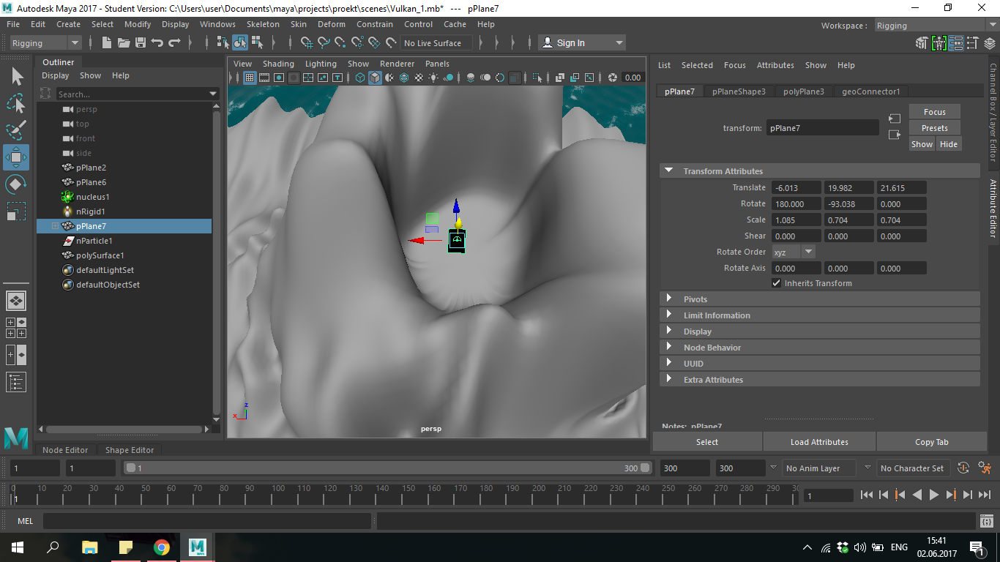 Autodesk Maya 2017 - Student Version: C:\Users\user\Documents\maya\projects\proekt\scenes\Vulkan_1.mb* --- pPlane7
File Edit Create Select Modify Display Windows Skeleton Skin Deform Constrain Control Cache Help
Workspace : Rigging
Rigging No Live Surface Sign In
Outliner
Display Show Help
Search...
persp
top
front
side
pPlane2
pPlane6
nucleus1
nRigid1
pPlane7
nParticle1
polySurface1
defaultLightSet
defaultObjectSet
Node Editor Shape Editor
View Shading Lighting Show Renderer Panels
0.00
z
x
persp
List Selected Focus Attributes Show Help
pPlane7 pPlaneShape3 polyPlane3 geoConnector1
transform: pPlane7
Focus
Presets
Show Hide
Transform Attributes
Translate -6.013 19.982 21.615
Rotate 180.000 -93.038 0.000
Scale 1.085 0.704 0.704
Shear 0.000 0.000 0.000
Rotate Order xyz
Rotate Axis 0.000 0.000 0.000
Inherits Transform
Pivots
Limit Information
Display
Node Behavior
UUID
Extra Attributes
Notes: pPlane7
Select Load Attributes Copy Tab
Channel Box / Layer Editor
Attribute Editor
1 1 1 300 300 300 No Anim Layer No Character Set
0 10 20 30 40 50 60 70 80 90 100 110 120 130 140 150 160 170 180 190 200 210 220 230 240 250 260 270 280 290 30
1 1
MEL
MAYA
ENG
15:41
02.06.2017
1